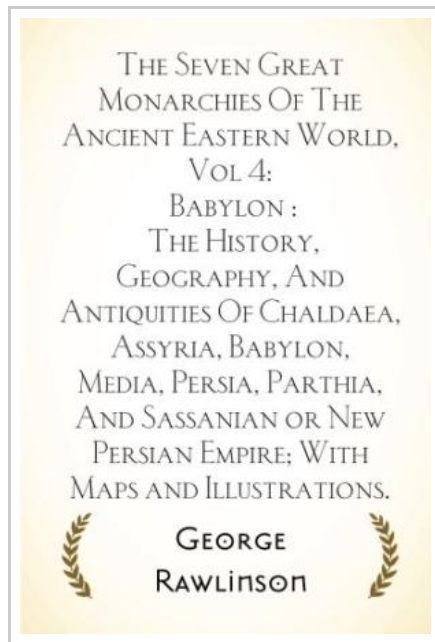 The Seven Great
Monarchies Of The
Ancient Eastern World,
Vol 4:
Babylon :
The History,
Geography, And
Antiquities Of Chaldaea,
Assyria, Babylon,
Media, Persia, Parthia,
And Sassanian or New
Persian Empire; With
Maps and Illustrations.
George
Rawlinson